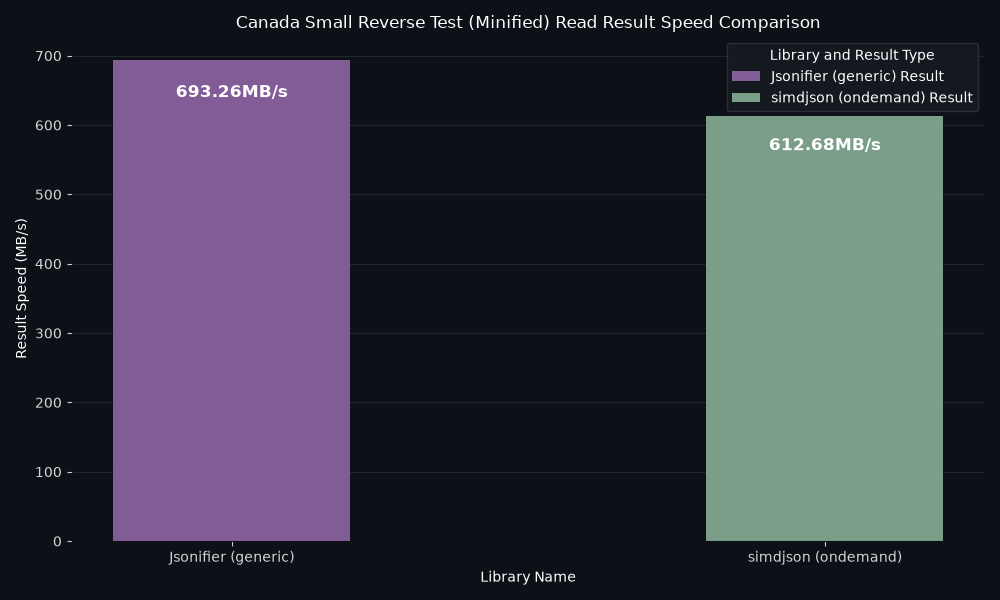 Canada Small Reverse Test (Minified) Read Result Speed Comparison
Library and Result Type
Jsonifier (generic) Result
simdjson (ondemand) Result
693.26MB/s
612.68MB/s
Result Speed (MB/s)
700
600
500
400
300
200
100
0
Jsonifier (generic)
simdjson (ondemand)
Library Name